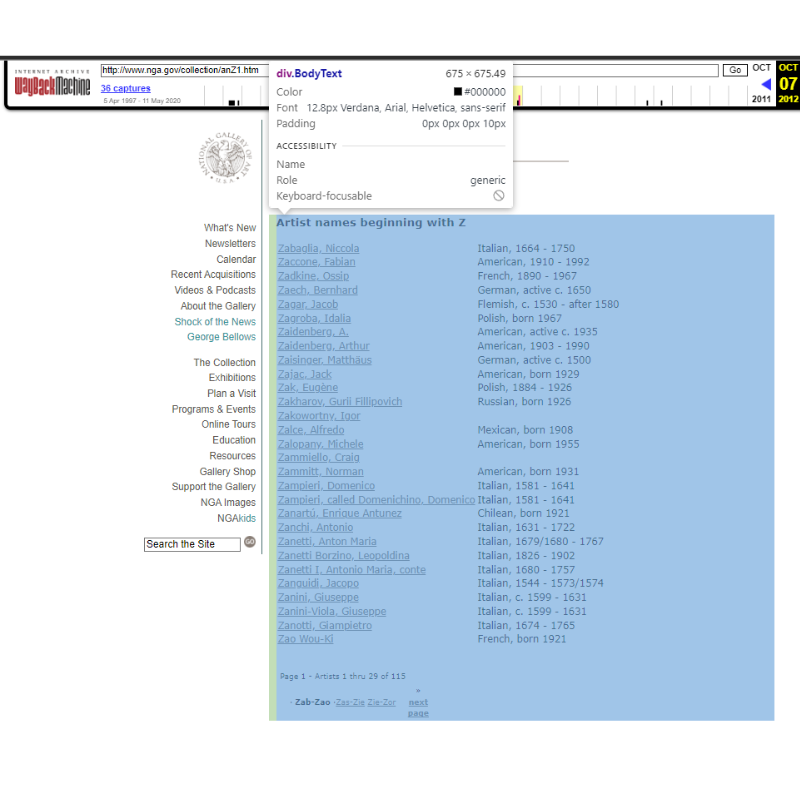 INTERNET ARCHIVE
WayBackMachine
http://www.nga.gov/collection/anZ1.htm
Go
OCT
OCT
36 captures
07
5 Apr 1997 - 11 May 2020
2011
2012
div.BodyText 675 × 675.49
Color #000000
Font 12.8px Verdana, Arial, Helvetica, sans-serif
Padding 0px 0px 0px 10px
ACCESSIBILITY
Name
Role generic
Keyboard-focusable
NATIONAL GALLERY OF ART
U.S.A
What's New
Newsletters
Calendar
Recent Acquisitions
Videos & Podcasts
About the Gallery
Shock of the News
George Bellows
The Collection
Exhibitions
Plan a Visit
Programs & Events
Online Tours
Education
Resources
Gallery Shop
Support the Gallery
NGA Images
NGAkids
Search the Site GO
Artist names beginning with Z
Zabaglia, Niccola Italian, 1664 - 1750
Zaccone, Fabian American, 1910 - 1992
Zadkine, Ossip French, 1890 - 1967
Zaech, Bernhard German, active c. 1650
Zagar, Jacob Flemish, c. 1530 - after 1580
Zagroba, Idalia Polish, born 1967
Zaidenberg, A. American, active c. 1935
Zaidenberg, Arthur American, 1903 - 1990
Zaisinger, Matthäus German, active c. 1500
Zajac, Jack American, born 1929
Zak, Eugène Polish, 1884 - 1926
Zakharov, Gurii Fillipovich Russian, born 1926
Zakowortny, Igor
Zalce, Alfredo Mexican, born 1908
Zalopany, Michele American, born 1955
Zammiello, Craig
Zammitt, Norman American, born 1931
Zampieri, Domenico Italian, 1581 - 1641
Zampieri, called Domenichino, Domenico Italian, 1581 - 1641
Zanartú, Enrique Antunez Chilean, born 1921
Zanchi, Antonio Italian, 1631 - 1722
Zanetti, Anton Maria Italian, 1679/1680 - 1767
Zanetti Borzino, Leopoldina Italian, 1826 - 1902
Zanetti I, Antonio Maria, conte Italian, 1680 - 1757
Zanguidi, Jacopo Italian, 1544 - 1573/1574
Zanini, Giuseppe Italian, c. 1599 - 1631
Zanini-Viola, Giuseppe Italian, c. 1599 - 1631
Zanotti, Giampietro Italian, 1674 - 1765
Zao Wou-Ki French, born 1921
Page 1 - Artists 1 thru 29 of 115
· Zab-Zao ·Zas-Zie Zie-Zor
»
next
page